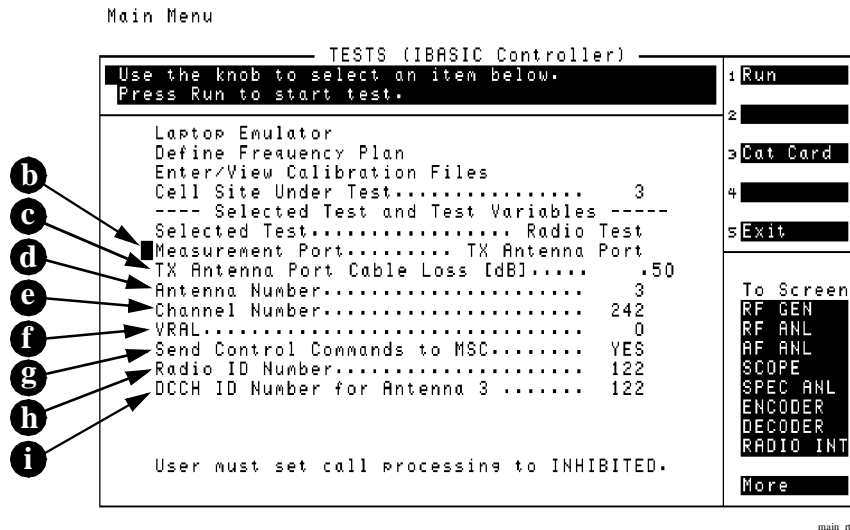 Main Menu
TESTS (IBASIC Controller)
Use the knob to select an item below.
Press Run to start test.
Laptop Emulator
Define Frequency Plan
Enter/View Calibration Files
Cell Site Under Test................ 3
---- Selected Test and Test Variables -----
Selected Test................. Radio Test
Measurement Port......... TX Antenna Port
TX Antenna Port Cable Loss [dB]..... .50
Antenna Number...................... 3
Channel Number...................... 242
VRAL................................ 0
Send Control Commands to MSC........ YES
Radio ID Number..................... 122
DCCH ID Number for Antenna 3 ....... 122
User must set call processing to INHIBITED.
b
c
d
e
f
g
h
i
1 Run
2
3 Cat Card
4
5 Exit
To Screen
RF GEN
RF ANL
AF ANL
SCOPE
SPEC ANL
ENCODER
DECODER
RADIO INT
More